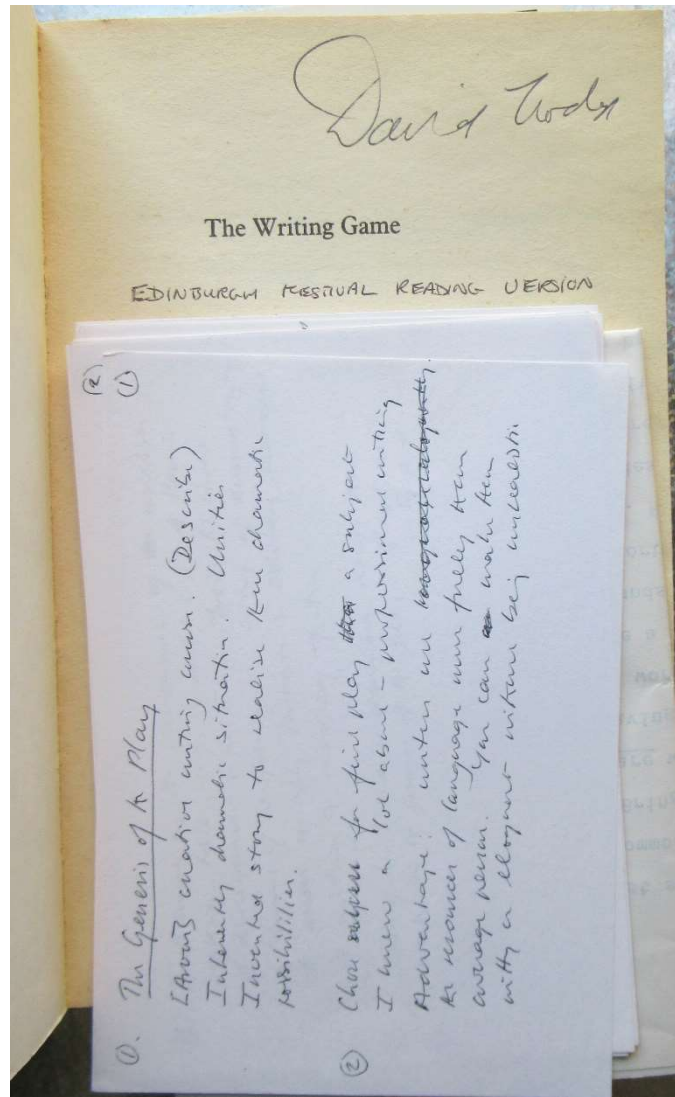 David Lodge
The Writing Game
EDINBURGH FESTIVAL READING VERSION
(2)
(1)
(1). The Genesis of the Play
[Arvon] creative writing course. (Describe)
Inherently dramatic situation. Unities
Invented story to realise the dramatic
possibilities.
(2) Chose subject for first play a subject
I knew a lot about – professional writing
Advantage: writers use
the resources of language more fully than
average person. You can make them
witty & eloquent without being unrealistic